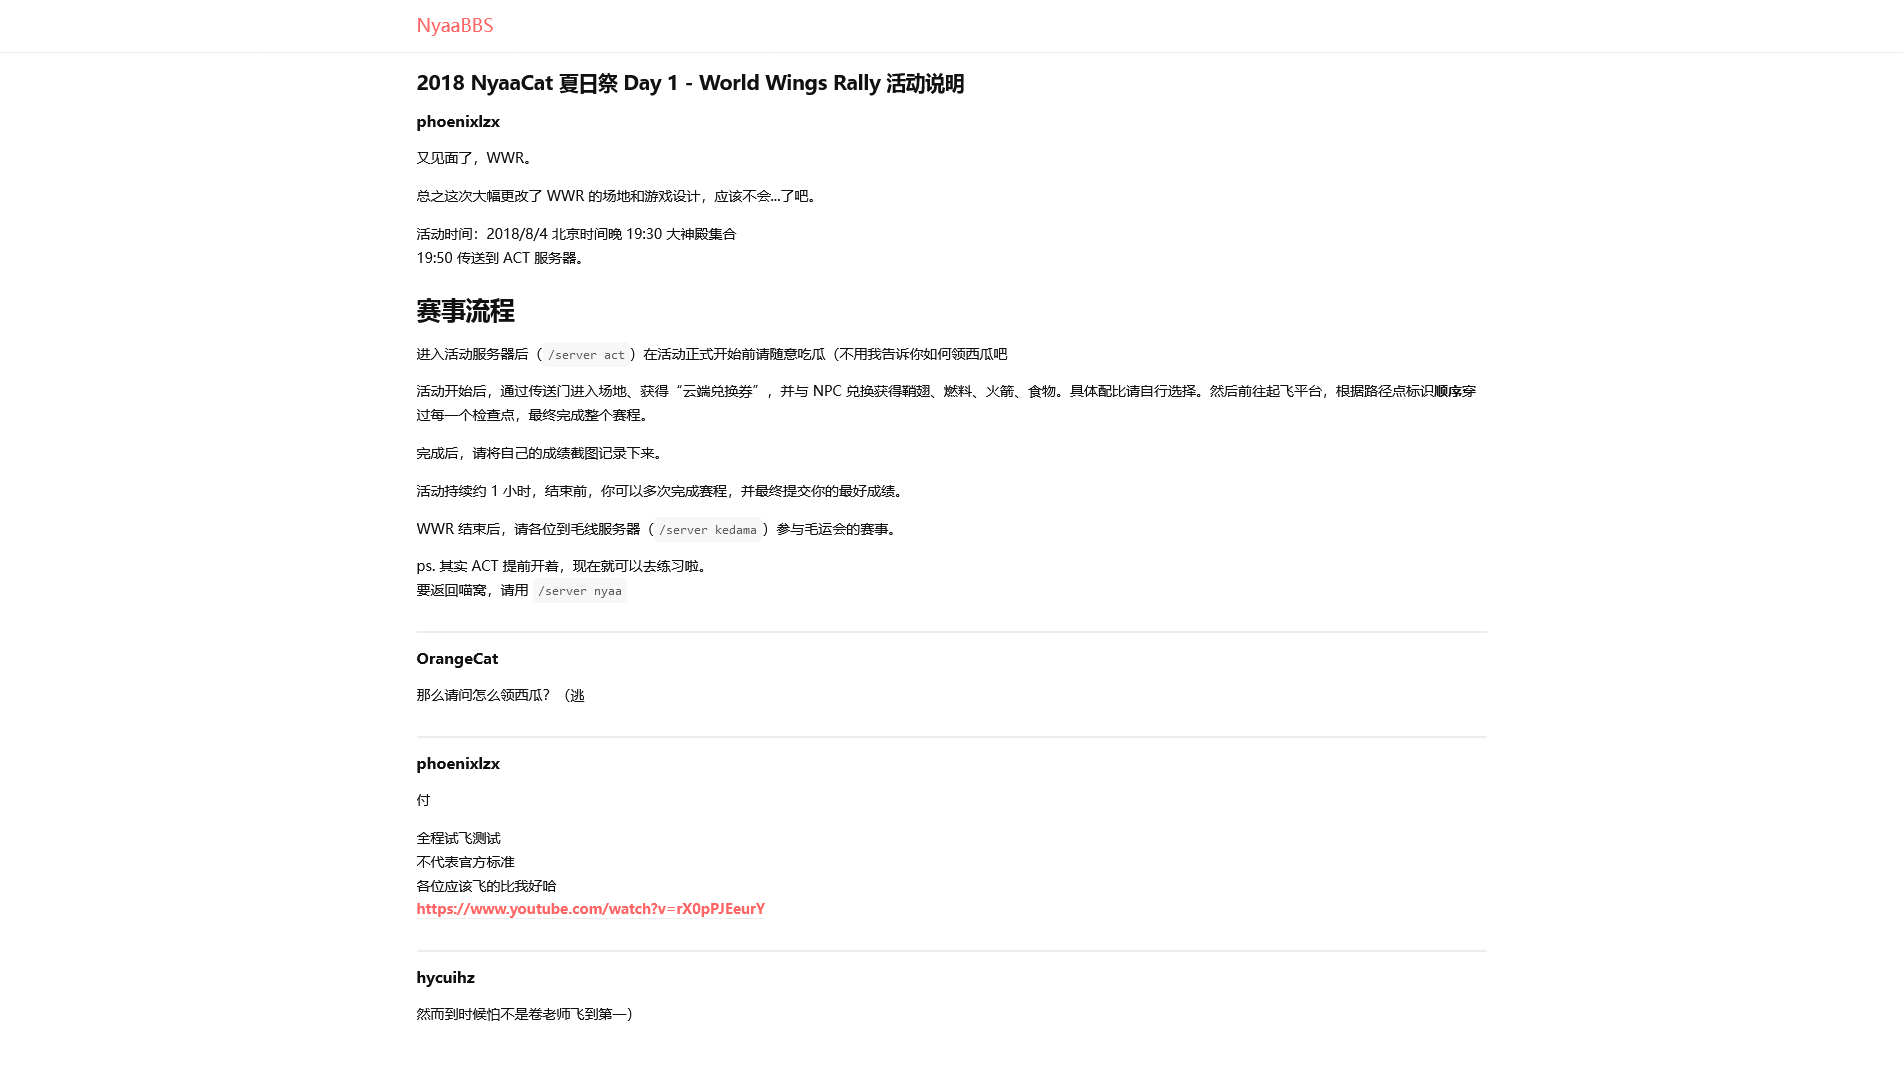 NyaaBBS
2018 NyaaCat 夏日祭 Day 1 - World Wings Rally 活动说明
phoenixlzx
又见面了，WWR。
总之这次大幅更改了 WWR 的场地和游戏设计，应该不会...了吧。
活动时间：2018/8/4 北京时间晚 19:30 大神殿集合
19:50 传送到 ACT 服务器。
赛事流程
进入活动服务器后（ /server act ）在活动正式开始前请随意吃瓜（不用我告诉你如何领西瓜吧
活动开始后，通过传送门进入场地、获得“云端兑换券”，并与 NPC 兑换获得鞘翅、燃料、火箭、食物。具体配比请自行选择。然后前往起飞平台，根据路径点标识顺序穿
过每一个检查点，最终完成整个赛程。
完成后，请将自己的成绩截图记录下来。
活动持续约 1 小时，结束前，你可以多次完成赛程，并最终提交你的最好成绩。
WWR 结束后，请各位到毛线服务器（ /server kedama ）参与毛运会的赛事。
ps. 其实 ACT 提前开着，现在就可以去练习啦。
要返回喵窝，请用 /server nyaa
OrangeCat
那么请问怎么领西瓜？（逃
phoenixlzx
付
全程试飞测试
不代表官方标准
各位应该飞的比我好哈
https://www.youtube.com/watch?v=rX0pPJEeurY
hycuihz
然而到时候怕不是卷老师飞到第一）